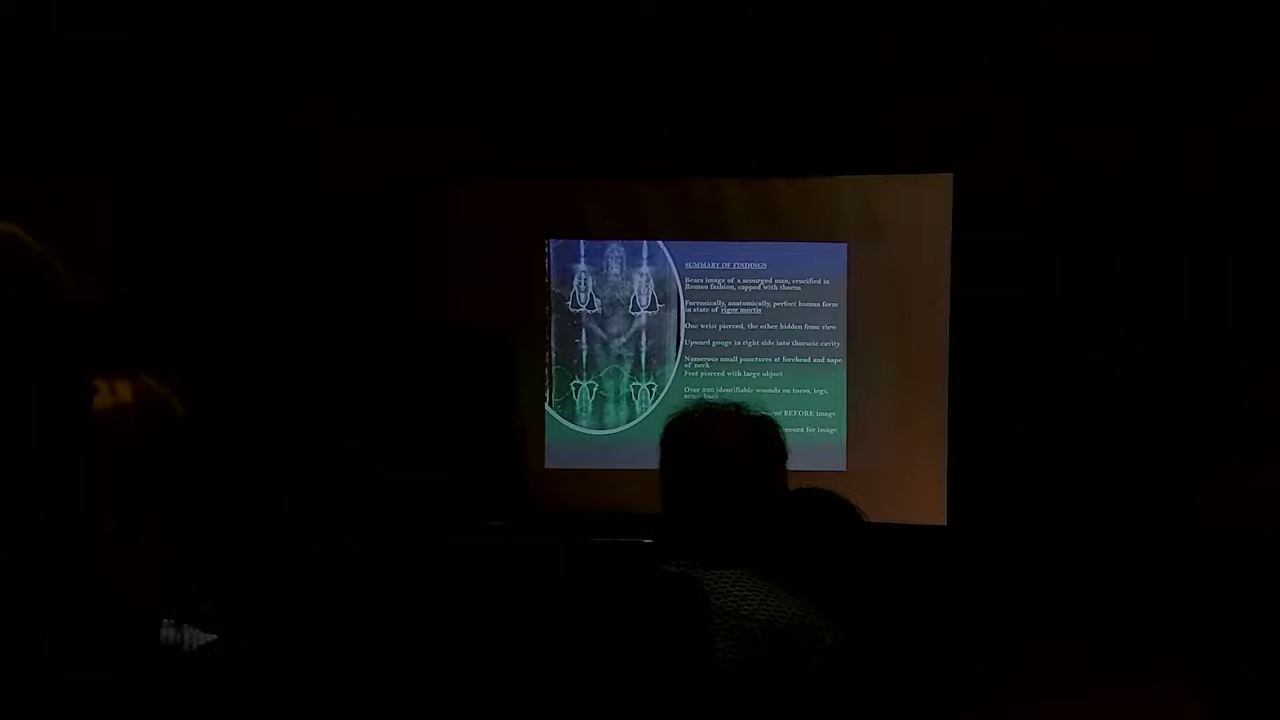 SUMMARY OF FINDINGS
Bears image of a scourged man, crucified in
Roman fashion, capped with thorns
Forensically, anatomically, perfect human form
in state of rigor mortis
One wrist pierced, the other hidden from view
Upward gouge in right side into thoracic cavity
Numerous small punctures at forehead and nape
of neck
Feet pierced with large object
Over 300 identifiable wounds on torso, legs,
arms, back
BEFORE image
for image